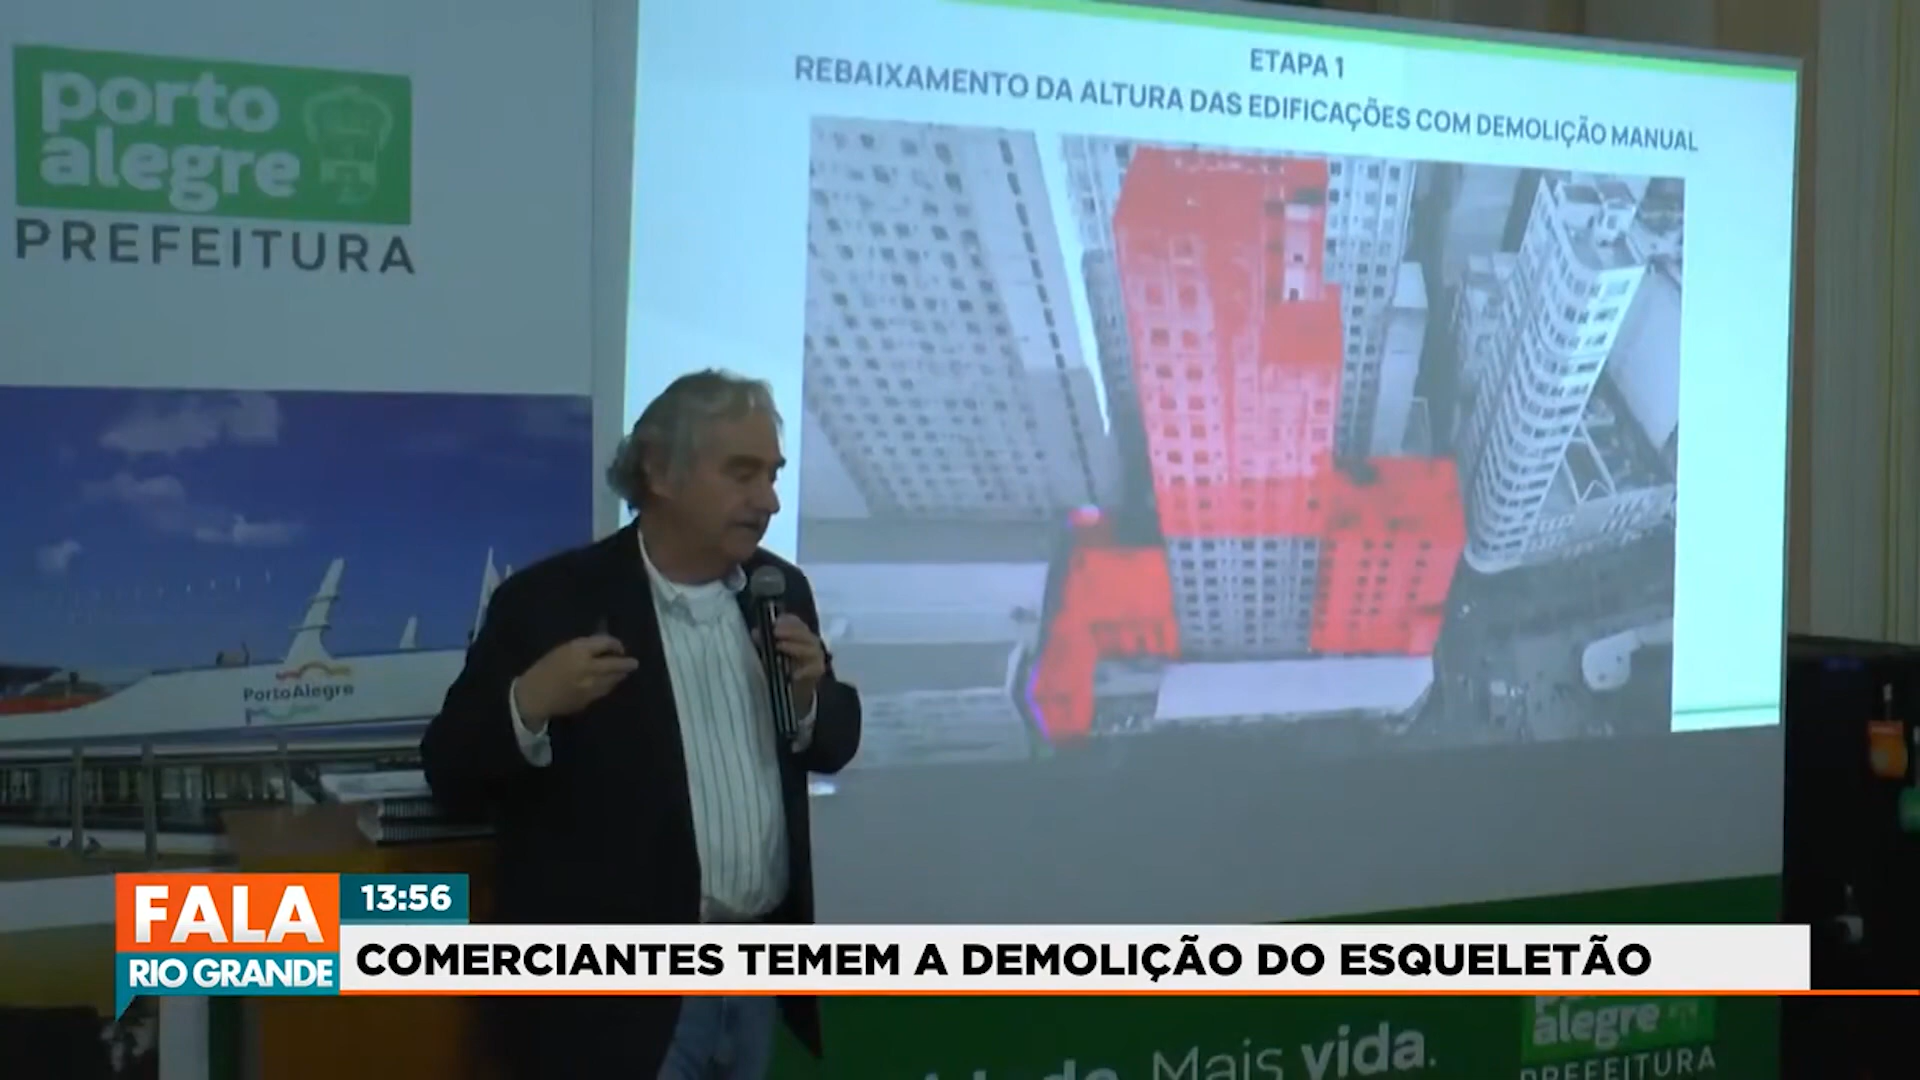 porto
alegre
PREFEITURA
ETAPA 1
REBAIXAMENTO DA ALTURA DAS EDIFICAÇÕES COM DEMOLIÇÃO MANUAL
PortoAlegre
FALA
RIO GRANDE
13:56
COMERCIANTES TEMEM A DEMOLIÇÃO DO ESQUELETÃO
Mais vida.
alegre
PREFEITURA